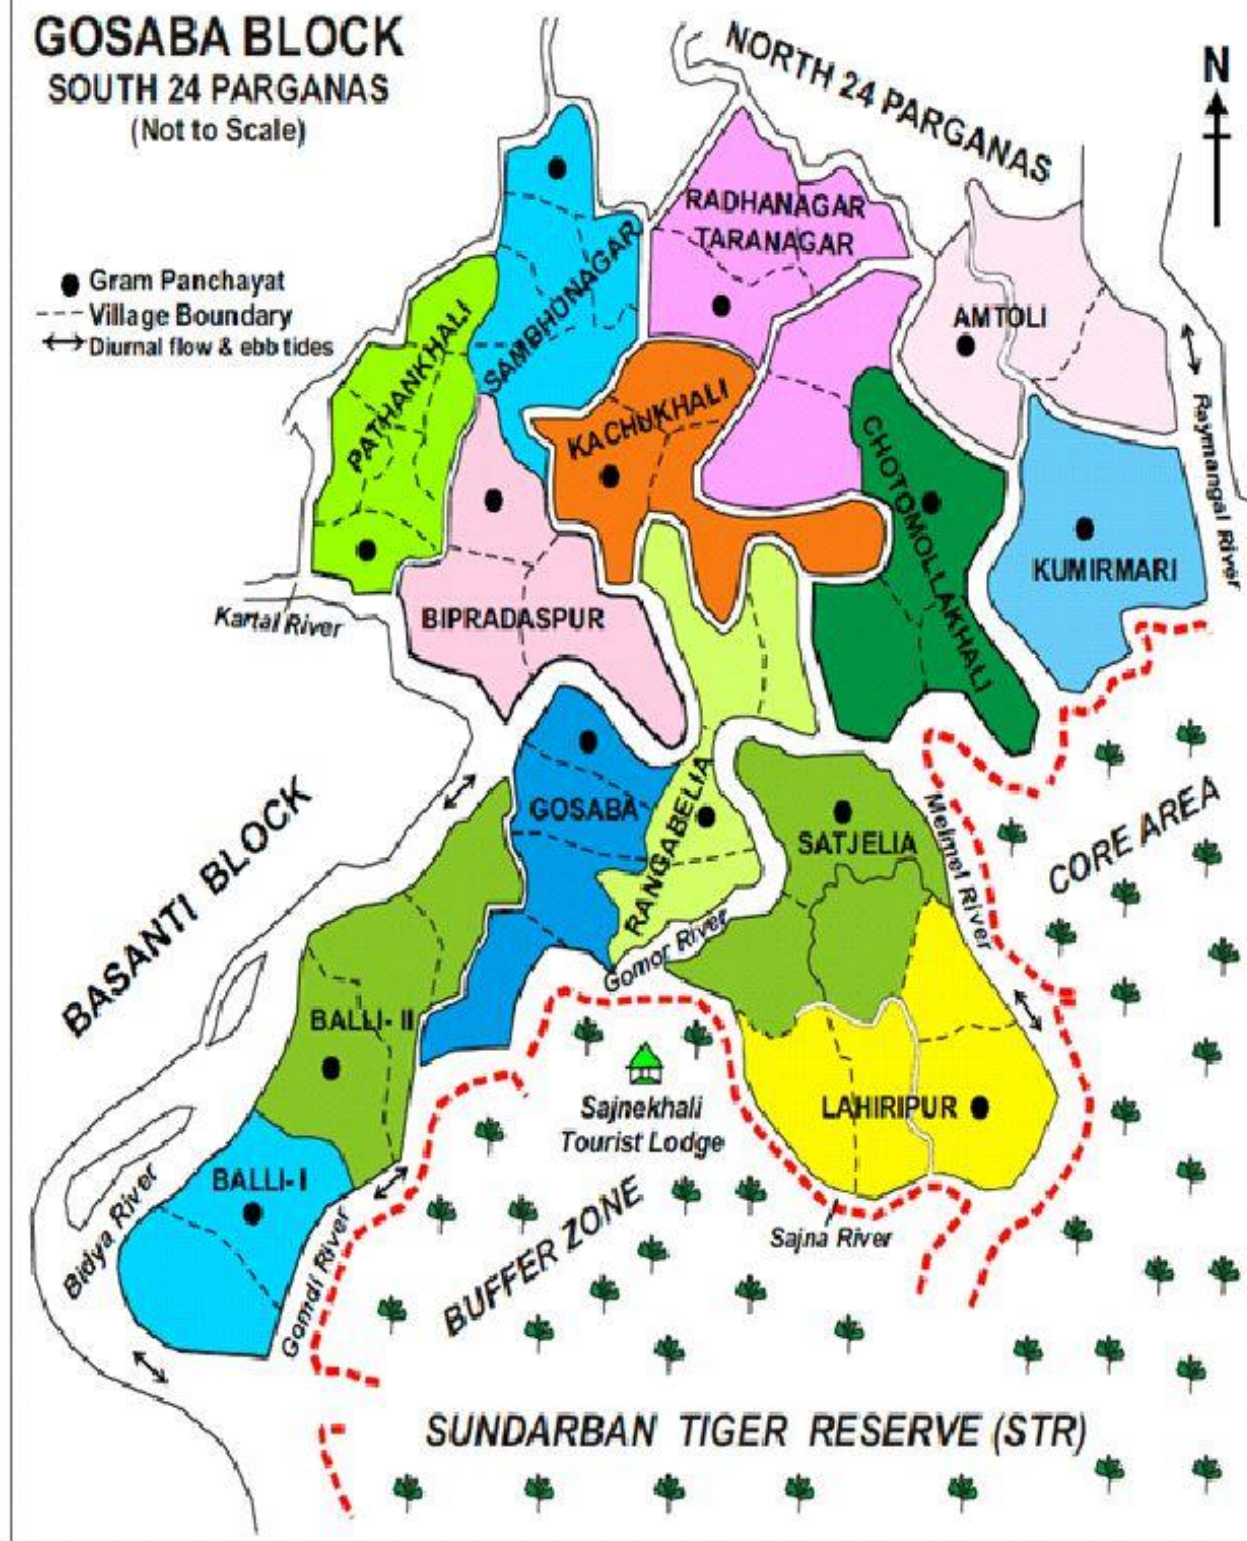 GOSABA BLOCK
SOUTH 24 PARGANAS
(Not to Scale)
NORTH 24 PARGANAS
N
Gram Panchayat
Village Boundary
Diurnal flow & ebb tides
RADHANAGAR
TARANAGAR
SAMBHONAGAR
PATHANKHALI
AMTOLI
KACHUKHALI
CHOTOMOLLAKHALI
Raymangal River
KUMIRMARI
Kartal River
BIPRADASPUR
GOSABA
RANGABELIA
SATJELIA
Melmel River
CORE AREA
BASANTI BLOCK
Gomor River
BALLI- II
Sajnekhali
Tourist Lodge
LAHIRIPUR
BALLI- I
Bidya River
Gomdi River
BUFFER ZONE
Sajna River
SUNDARBAN TIGER RESERVE (STR)